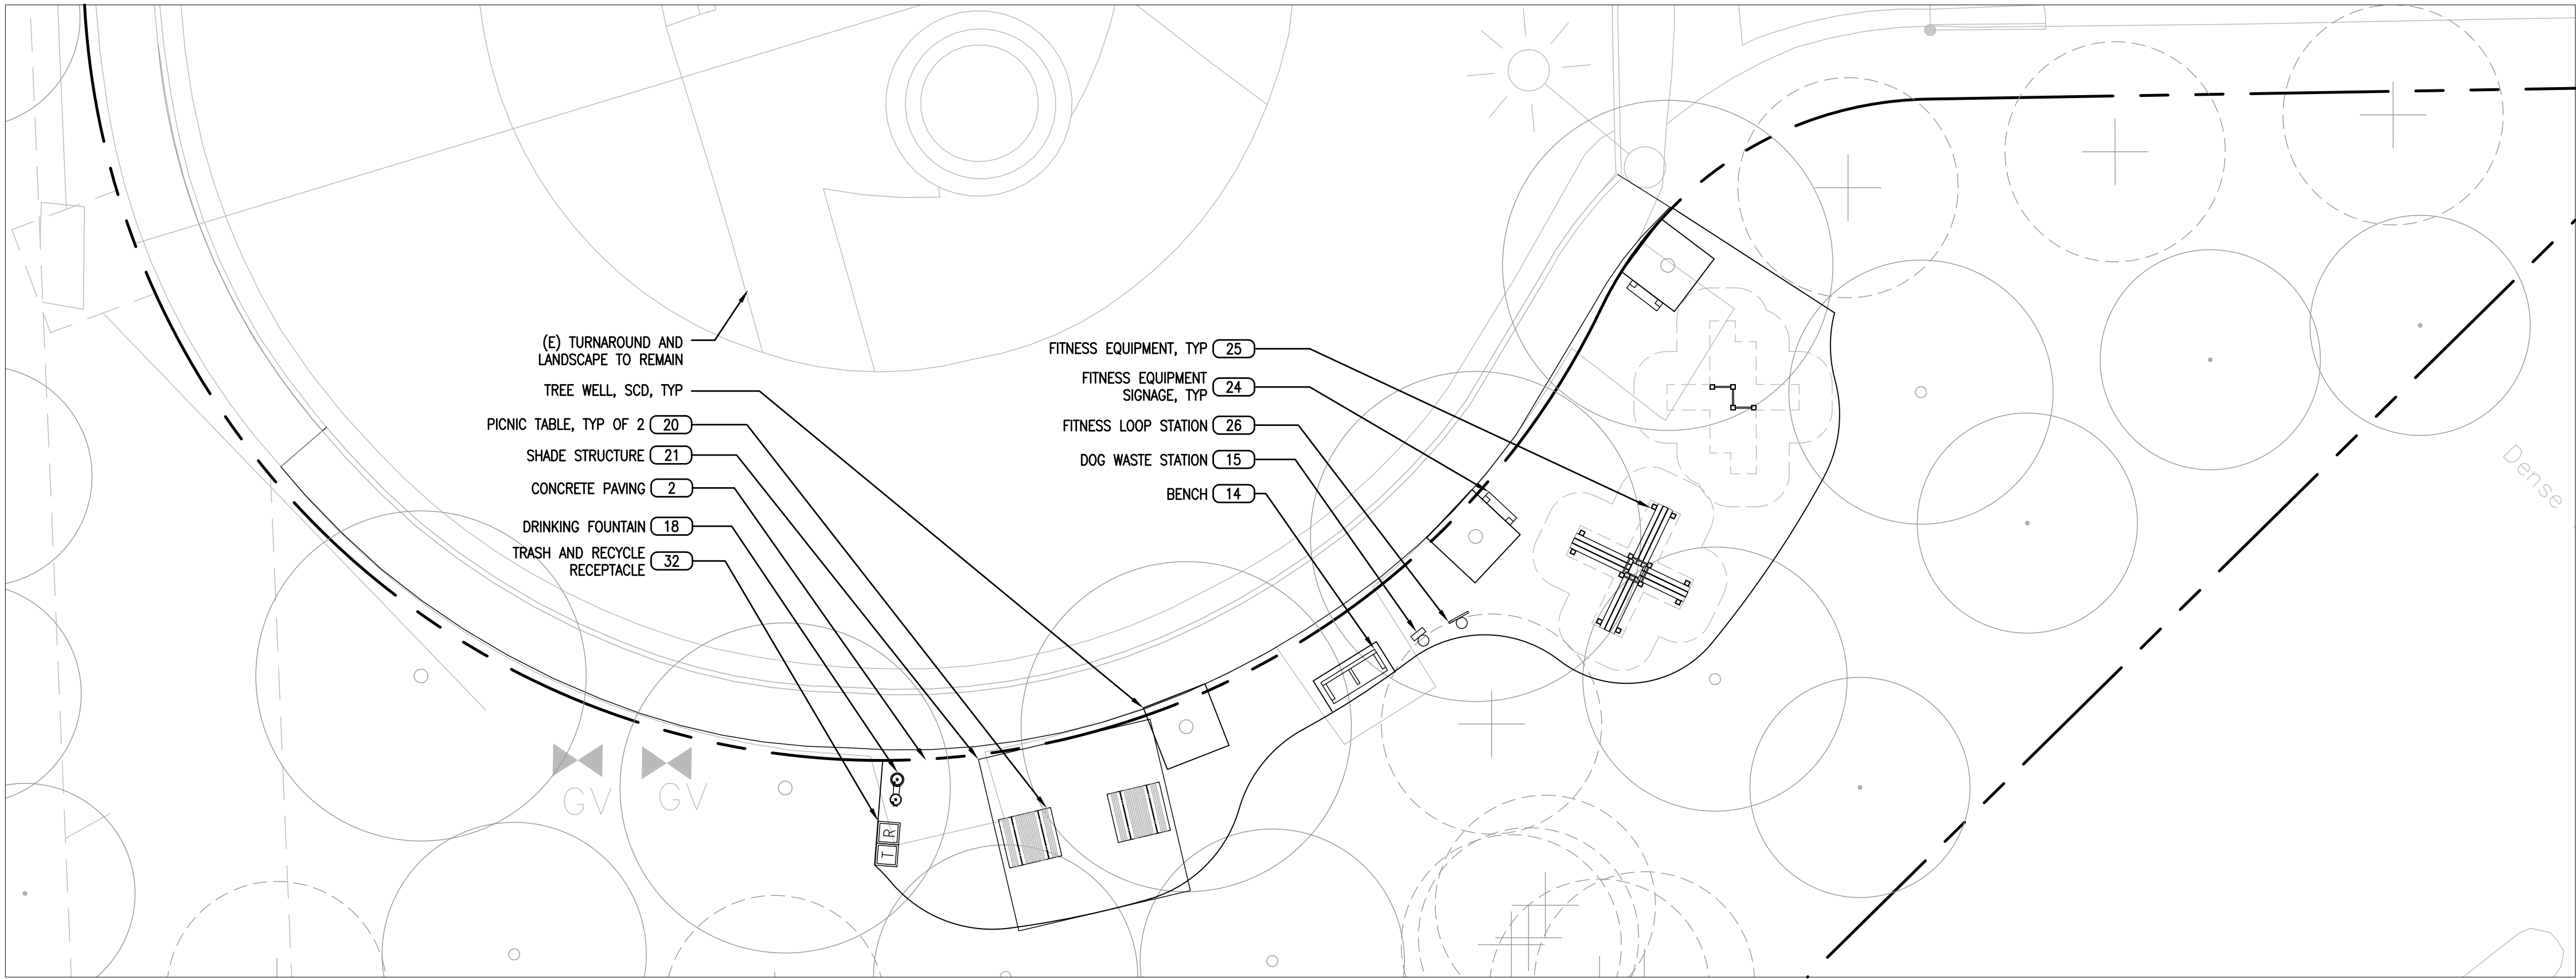 (E) TURNAROUND AND
LANDSCAPE TO REMAIN
TREE WELL, SCD, TYP
PICNIC TABLE, TYP OF 2 20
SHADE STRUCTURE 21
CONCRETE PAVING 2
DRINKING FOUNTAIN 18
TRASH AND RECYCLE
RECEPTACLE 32
FITNESS EQUIPMENT, TYP 25
FITNESS EQUIPMENT
SIGNAGE, TYP 24
FITNESS LOOP STATION 26
DOG WASTE STATION 15
BENCH 14
Dense
GV
GV
T R